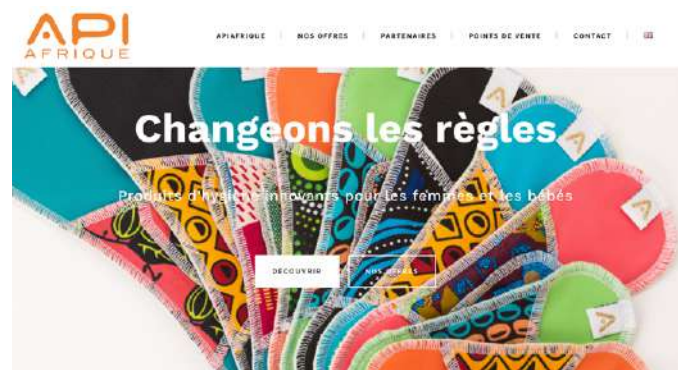 API
AFRIQUE
APIAFRIQUE
NOS OFFRES
PARTENAIRES
POINTS DE VENTE
CONTACT
Changeons les règles
Produits d'hygiène innovants pour les femmes et les bébés
DÉCOUVRIR
NOS OFFRES